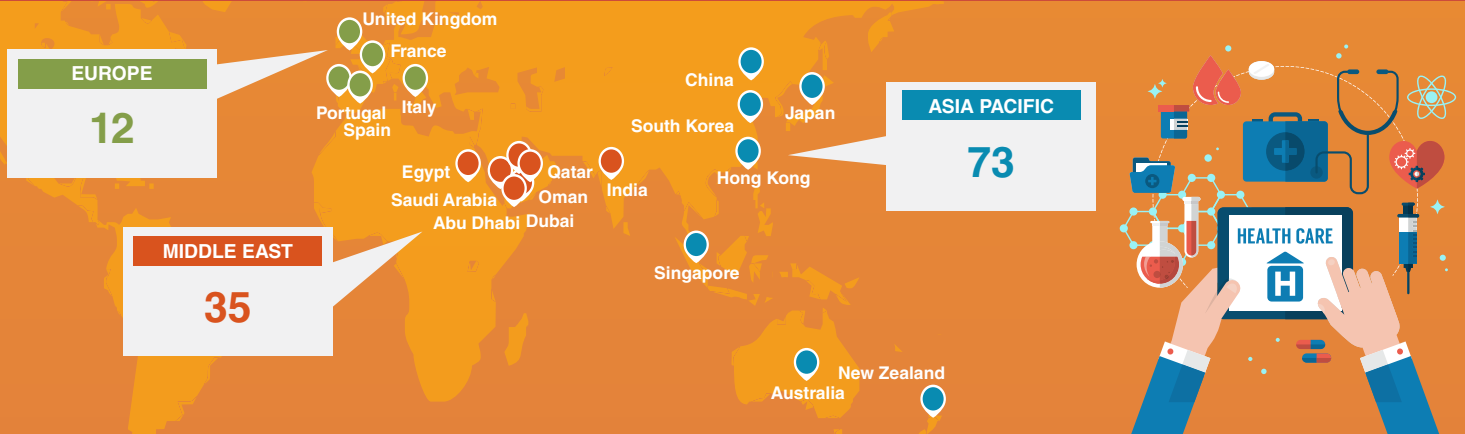 United Kingdom
France
EUROPE
12
Portugal
Spain
Italy
China
Japan
South Korea
Hong Kong
ASIA PACIFIC
73
Egypt
Qatar
India
Saudi Arabia
Oman
Abu Dhabi
Dubai
MIDDLE EAST
35
Singapore
Australia
New Zealand
HEALTH CARE
H